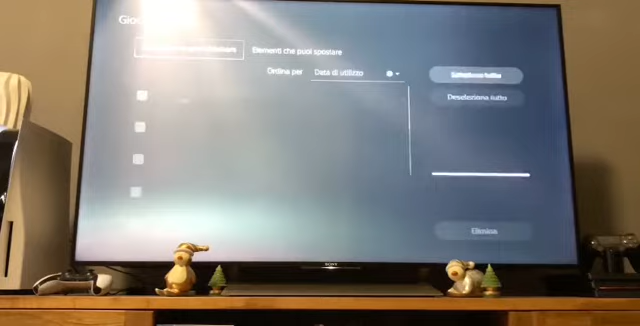 Elementi che puoi spostare
Ordina per
Data di utilizzo
Seleziona tutto
Deseleziona tutto
Elimina
SONY